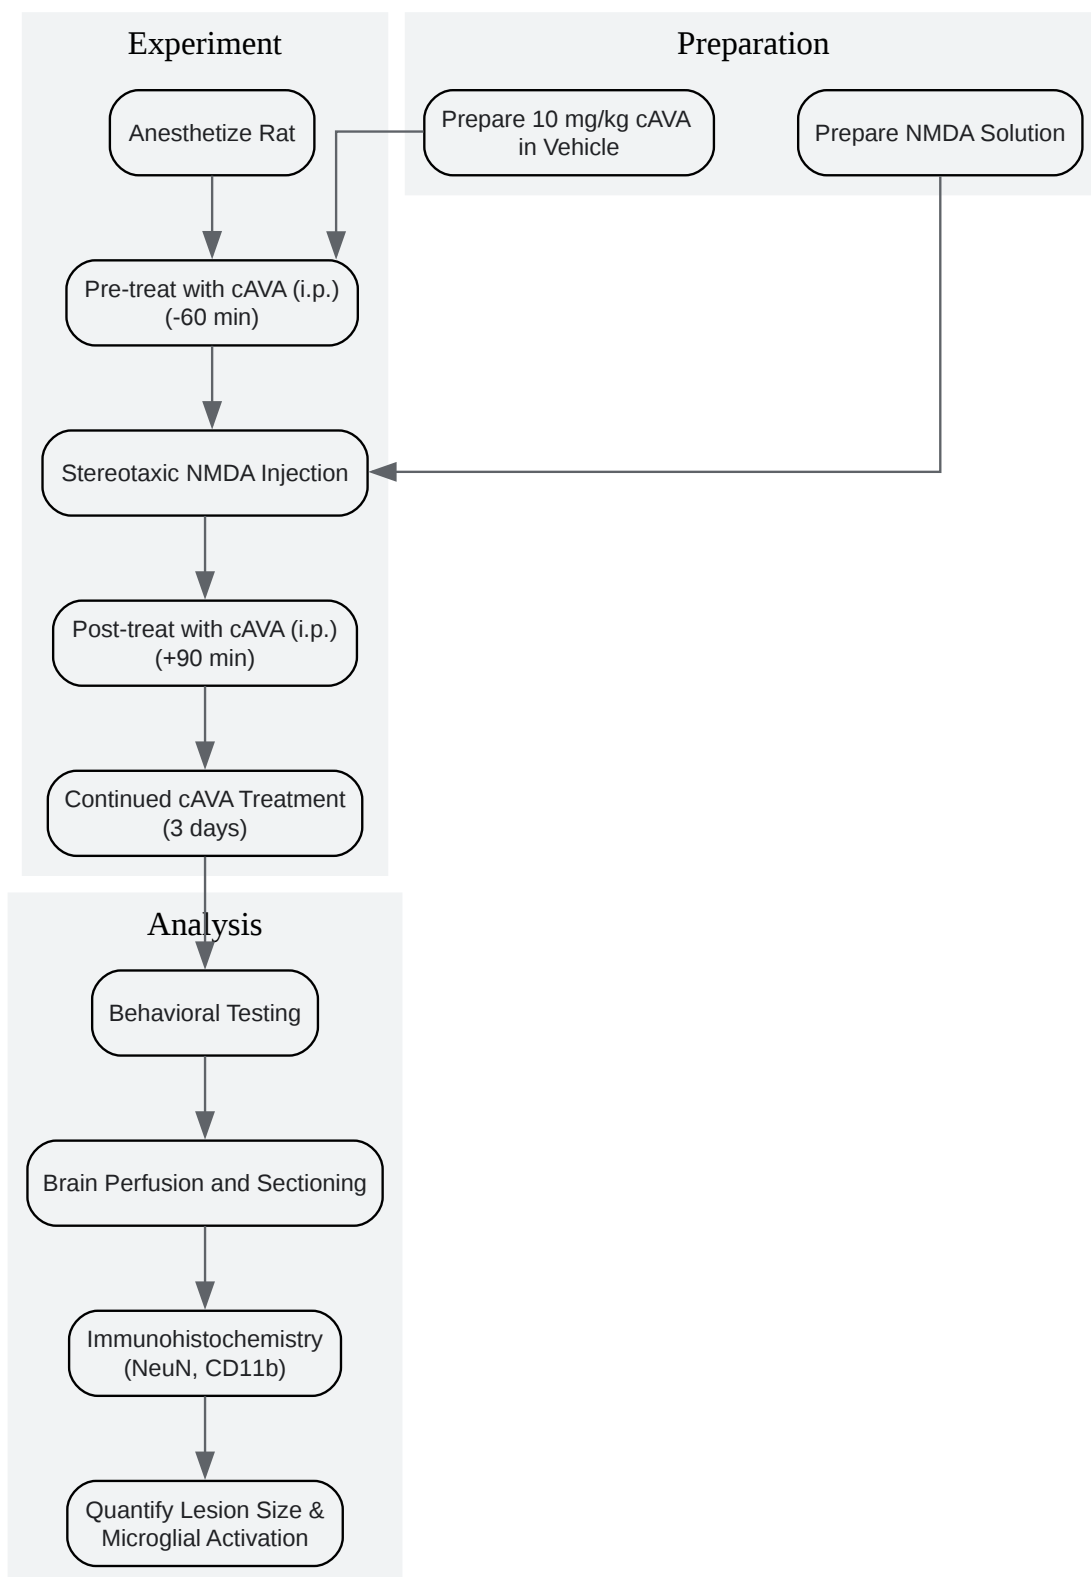 Experiment
Preparation
Anesthetize Rat
Prepare 10 mg/kg cAVA
in Vehicle
Prepare NMDA Solution
Pre-treat with cAVA (i.p.)
(-60 min)
Stereotaxic NMDA Injection
Post-treat with cAVA (i.p.)
(+90 min)
Continued cAVA Treatment
(3 days)
Analysis
Behavioral Testing
Brain Perfusion and Sectioning
Immunohistochemistry
(NeuN, CD11b)
Quantify Lesion Size &
Microglial Activation